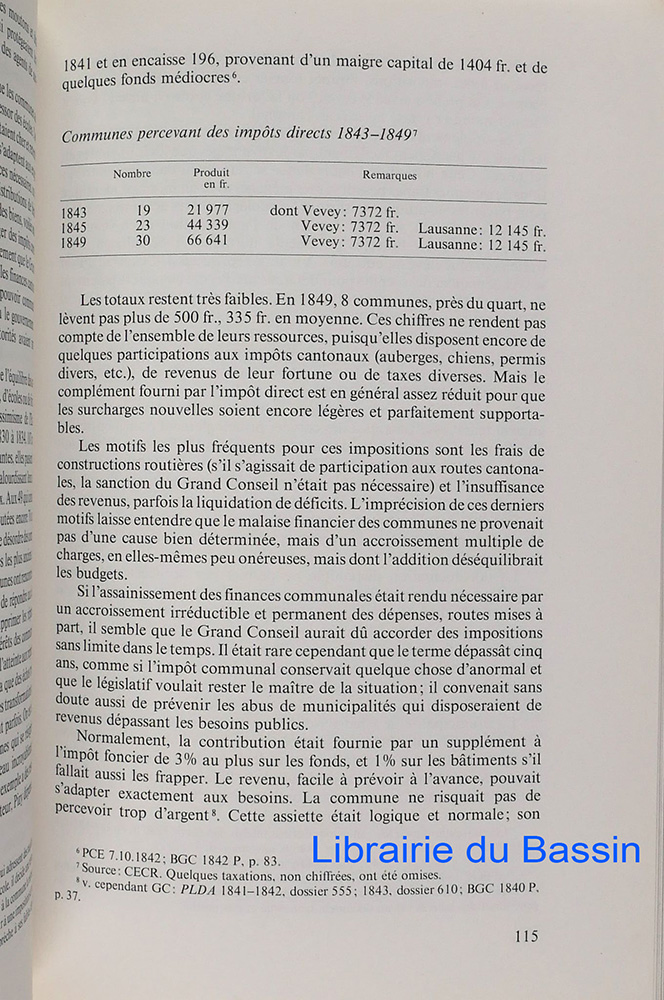 1841 et en encaisse 196, provenant d'un maigre capital de 1404 fr. et de
quelques fonds médiocres⁶.
Communes percevant des impôts directs 1843–1849⁷
Nombre Produit en fr. Remarques
1843 19 21 977 dont Vevey: 7372 fr.
1845 23 44 339 Vevey: 7372 fr. Lausanne: 12 145 fr.
1849 30 66 641 Vevey: 7372 fr. Lausanne: 12 145 fr.
Les totaux restent très faibles. En 1849, 8 communes, près du quart, ne
lèvent pas plus de 500 fr., 335 fr. en moyenne. Ces chiffres ne rendent pas
compte de l'ensemble de leurs ressources, puisqu'elles disposent encore de
quelques participations aux impôts cantonaux (auberges, chiens, permis
divers, etc.), de revenus de leur fortune ou de taxes diverses. Mais le
complément fourni par l'impôt direct est en général assez réduit pour que
les surcharges nouvelles soient encore légères et parfaitement supporta-
bles.
Les motifs les plus fréquents pour ces impositions sont les frais de
constructions routières (s'il s'agissait de participation aux routes cantona-
les, la sanction du Grand Conseil n'était pas nécessaire) et l'insuffisance
des revenus, parfois la liquidation de déficits. L'imprécision de ces derniers
motifs laisse entendre que le malaise financier des communes ne provenait
pas d'une cause bien déterminée, mais d'un accroissement multiple de
charges, en elles-mêmes peu onéreuses, mais dont l'addition déséquilibrait
les budgets.
Si l'assainissement des finances communales était rendu nécessaire par
un accroissement irréductible et permanent des dépenses, routes mises à
part, il semble que le Grand Conseil aurait dû accorder des impositions
sans limite dans le temps. Il était rare cependant que le terme dépassât cinq
ans, comme si l'impôt communal conservait quelque chose d'anormal et
que le législatif voulait rester le maître de la situation; il convenait sans
doute aussi de prévenir les abus de municipalités qui disposeraient de
revenus dépassant les besoins publics.
Normalement, la contribution était fournie par un supplément à
l'impôt foncier de 3% au plus sur les fonds, et 1% sur les bâtiments s'il
fallait aussi les frapper. Le revenu, facile à prévoir à l'avance, pouvait
s'adapter exactement aux besoins. La commune ne risquait pas de
percevoir trop d'argent⁸. Cette assiette était logique et normale; son
⁶ PCE 7.10.1842; BGC 1842 P, p. 83.
⁷ Source: CECR. Quelques taxations, non chiffrées, ont été omises.
⁸ v. cependant GC: PLDA 1841–1842, dossier 555; 1843, dossier 610; BGC 1840 P,
p. 37.
Librairie du Bassin
115